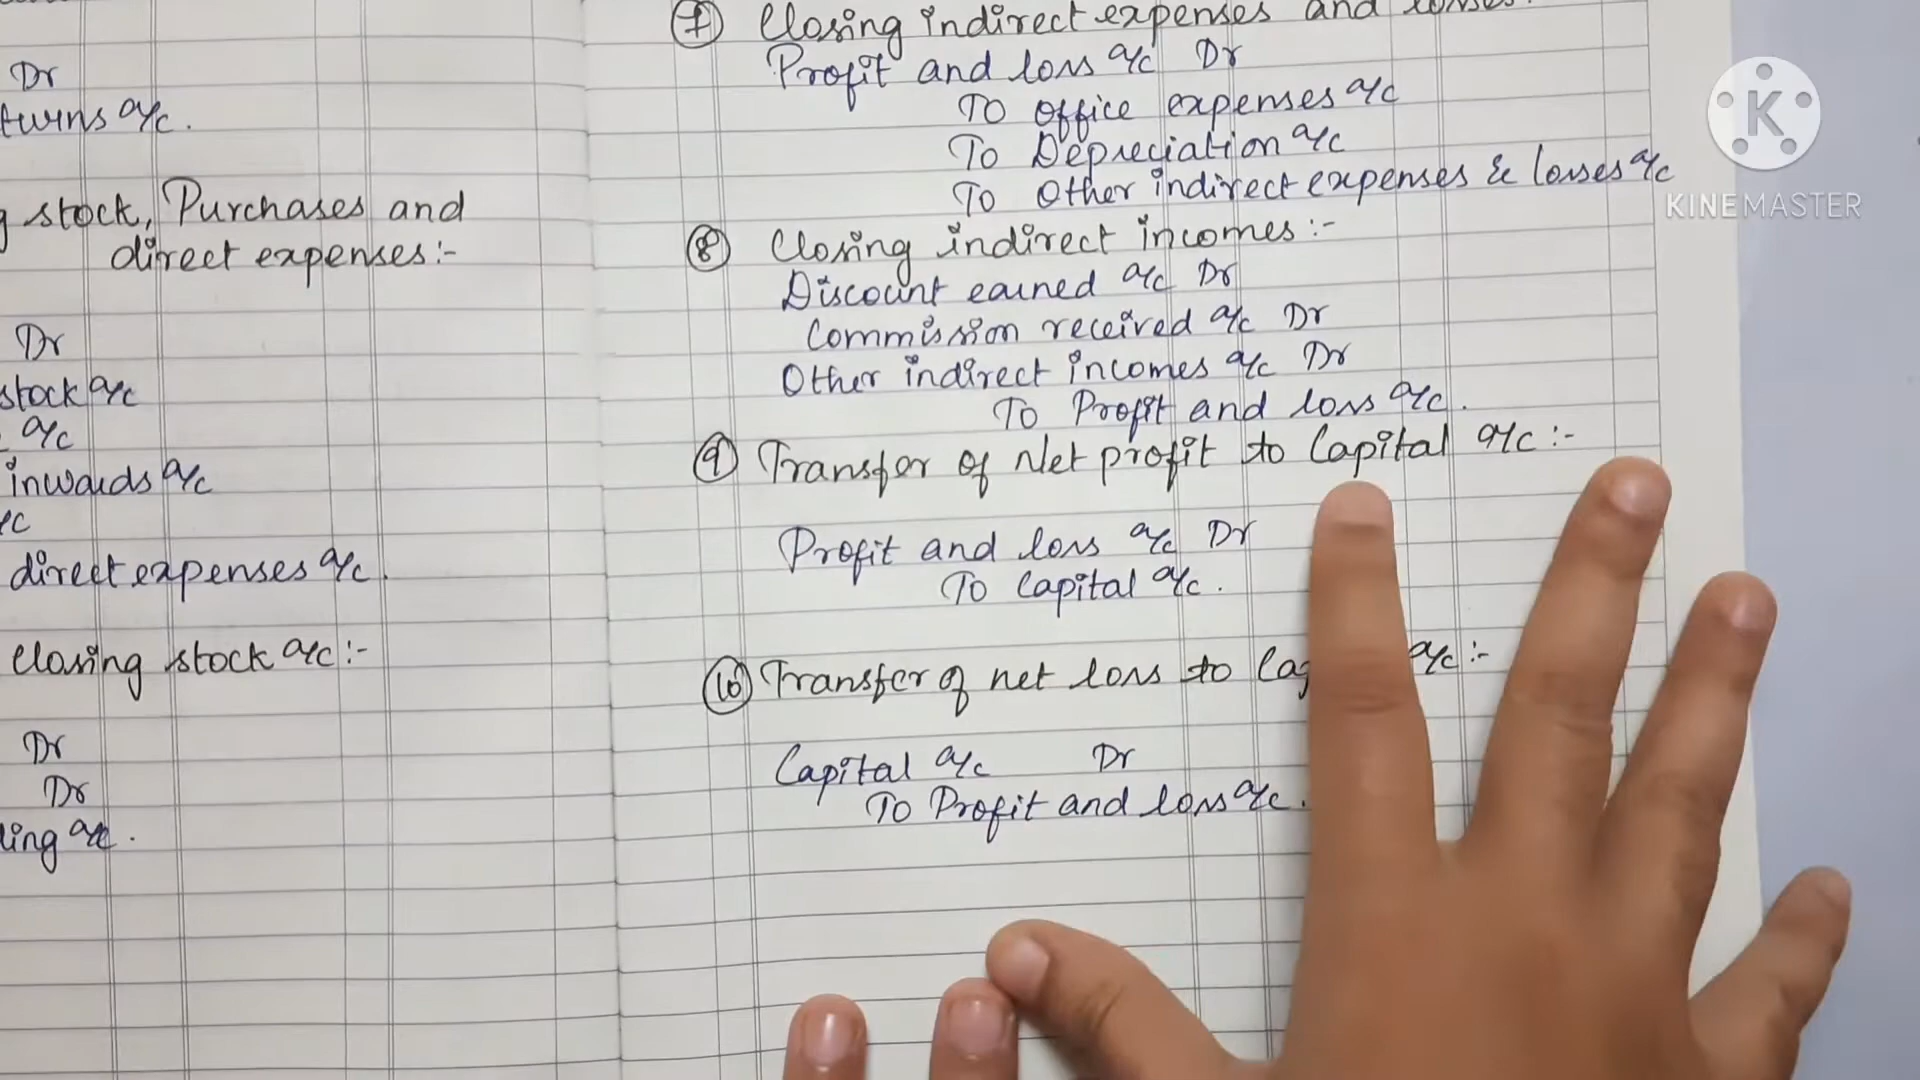 Dr
turns a/c.
g stock, Purchases and
direct expenses:-
Dr
stock a/c
a/c
inwards a/c
direct expenses a/c.
closing stock a/c:-
Dr
Dr
ding a/c.
7 Closing indirect expenses and losses:
Profit and loss a/c Dr
To Office expenses a/c
To Depreciation a/c
To Other indirect expenses & losses a/c
8 Closing indirect incomes:-
Discount earned a/c Dr
Commission received a/c Dr
Other indirect incomes a/c Dr
To Profit and loss a/c.
9 Transfer of Net profit to Capital a/c:-
Profit and loss a/c Dr
To Capital a/c.
10 Transfer of net loss to Cap a/c:-
Capital a/c Dr
To Profit and loss a/c.
K
KINEMASTER